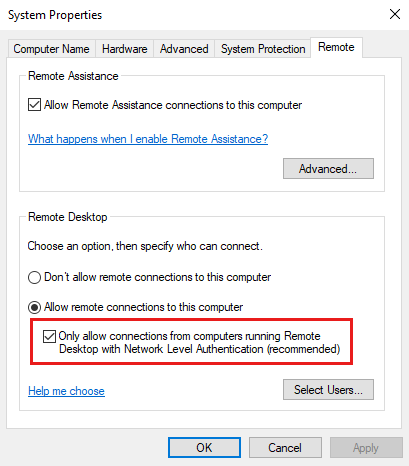 System Properties
Computer Name Hardware Advanced System Protection Remote
Remote Assistance
Allow Remote Assistance connections to this computer
What happens when I enable Remote Assistance?
Advanced...
Remote Desktop
Choose an option, then specify who can connect.
Don't allow remote connections to this computer
Allow remote connections to this computer
Only allow connections from computers running Remote
Desktop with Network Level Authentication (recommended)
Help me choose
Select Users...
OK Cancel Apply